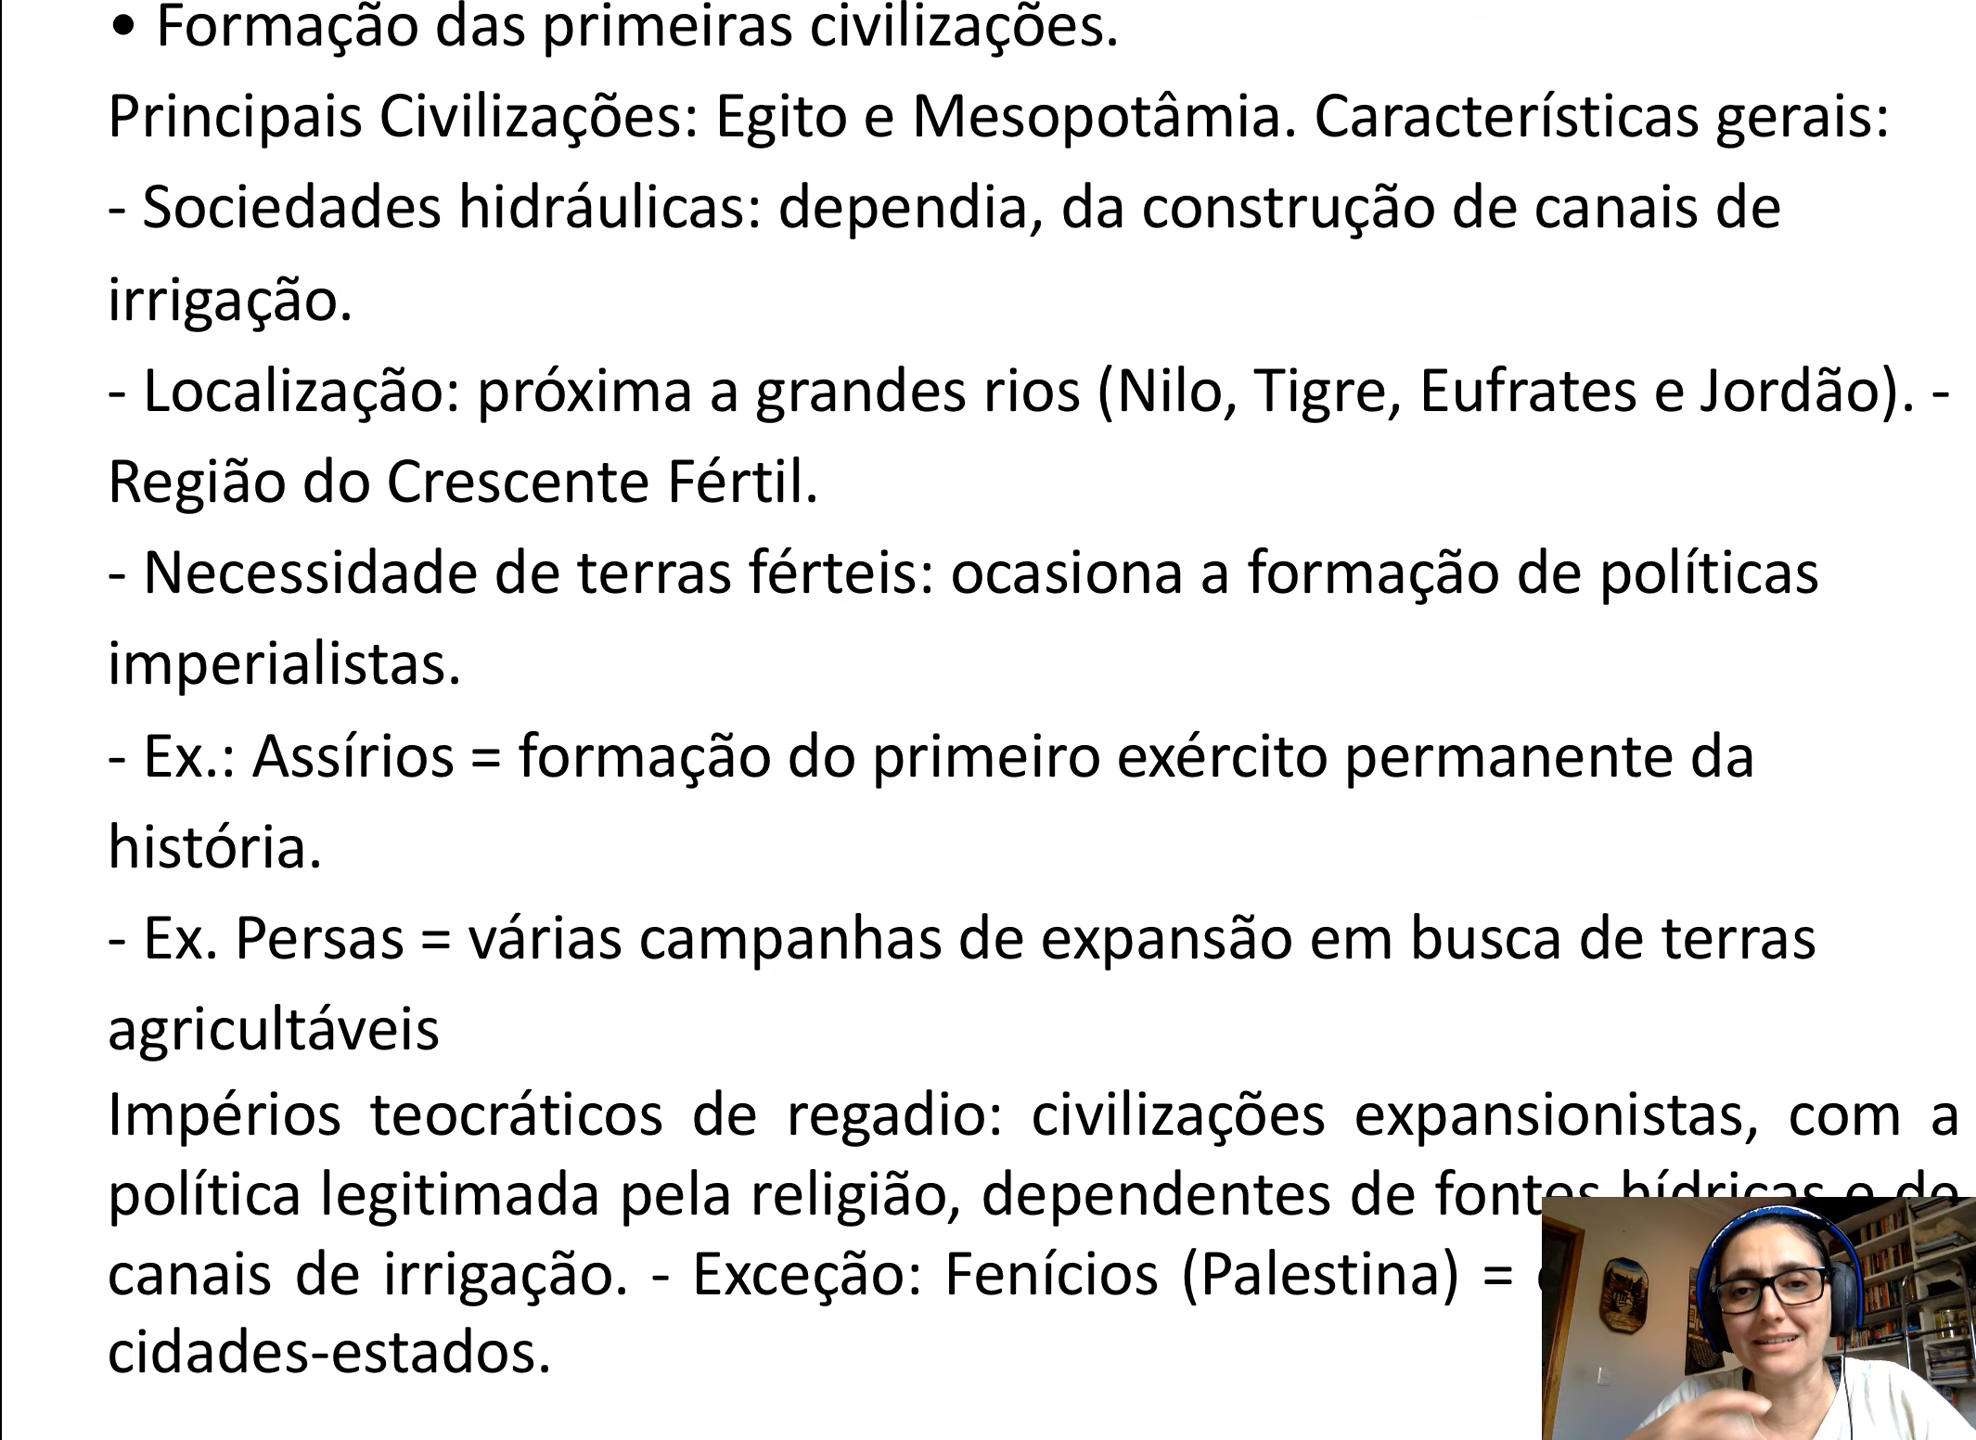 • Formação das primeiras civilizações.
Principais Civilizações: Egito e Mesopotâmia. Características gerais:
- Sociedades hidráulicas: dependia, da construção de canais de
irrigação.
- Localização: próxima a grandes rios (Nilo, Tigre, Eufrates e Jordão). -
Região do Crescente Fértil.
- Necessidade de terras férteis: ocasiona a formação de políticas
imperialistas.
- Ex.: Assírios = formação do primeiro exército permanente da
história.
- Ex. Persas = várias campanhas de expansão em busca de terras
agricultáveis
Impérios teocráticos de regadio: civilizações expansionistas, com a
política legitimada pela religião, dependentes de fontes hídricas e de
canais de irrigação. - Exceção: Fenícios (Palestina) =
cidades-estados.